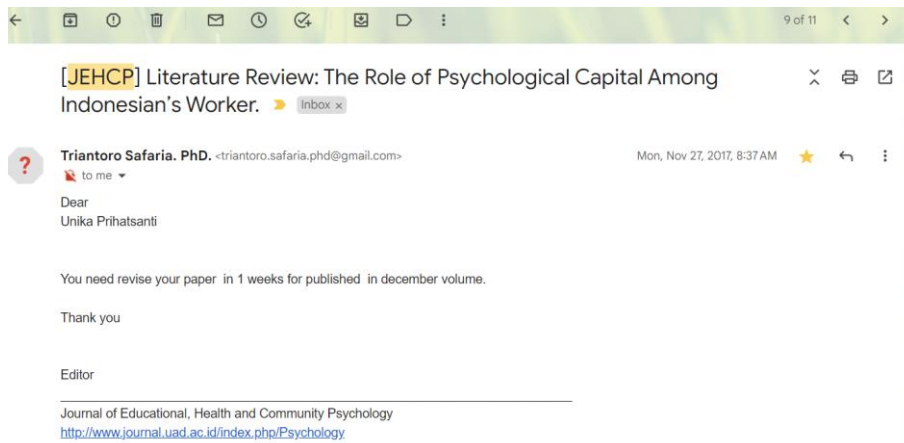 9 of 11
[JEHCP] Literature Review: The Role of Psychological Capital Among
Indonesian's Worker.
Inbox ×
Triantoro Safaria. PhD. <triantoro.safaria.phd@gmail.com>
Mon, Nov 27, 2017, 8:37 AM
?
to me
Dear
Unika Prihatsanti
You need revise your paper in 1 weeks for published in december volume.
Thank you
Editor
Journal of Educational, Health and Community Psychology
http://www.journal.uad.ac.id/index.php/Psychology